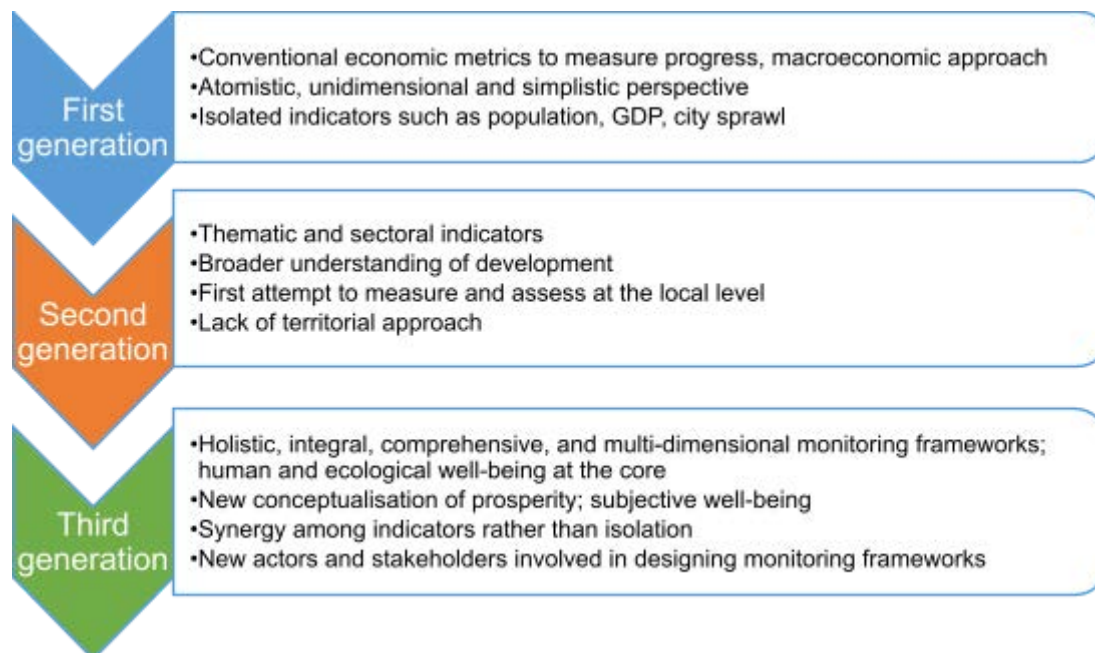 First
generation
•Conventional economic metrics to measure progress, macroeconomic approach
•Atomistic, unidimensional and simplistic perspective
•Isolated indicators such as population, GDP, city sprawl
Second
generation
•Thematic and sectoral indicators
•Broader understanding of development
•First attempt to measure and assess at the local level
•Lack of territorial approach
Third
generation
•Holistic, integral, comprehensive, and multi-dimensional monitoring frameworks;
human and ecological well-being at the core
•New conceptualisation of prosperity; subjective well-being
•Synergy among indicators rather than isolation
•New actors and stakeholders involved in designing monitoring frameworks